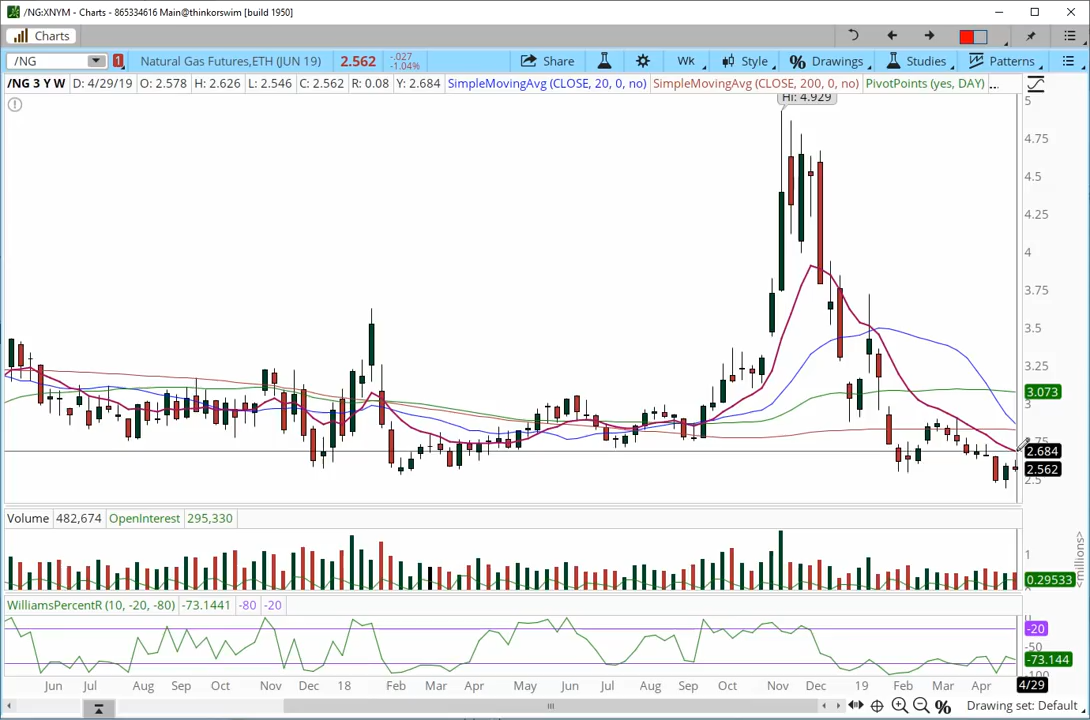 /NG:XNYM - Charts - 865334616 Main@thinkorswim [build 1950]
Charts
/NG 1 Natural Gas Futures,ETH (JUN 19) 2.562 -.027 -1.04% Share Wk Style Drawings Studies Patterns
/NG 3 Y W D: 4/29/19 O: 2.578 H: 2.626 L: 2.546 C: 2.562 R: 0.08 Y: 2.684 SimpleMovingAvg (CLOSE, 20, 0, no) SimpleMovingAvg (CLOSE, 200, 0, no) PivotPoints (yes, DAY) ...
Hi: 4.929
5
4.75
4.5
4.25
4
3.75
3.5
3.25
3.073
3
2.684
2.562
2.5
Volume 482,674 OpenInterest 295,330
1
0.29533
<millions>
WilliamsPercentR (10, -20, -80) -73.1441 -80 -20
-20
-50
-73.144
Jun Jul Aug Sep Oct Nov Dec 18 Feb Mar Apr May Jun Jul Aug Sep Oct Nov Dec 19 Feb Mar Apr 4/29
Drawing set: Default